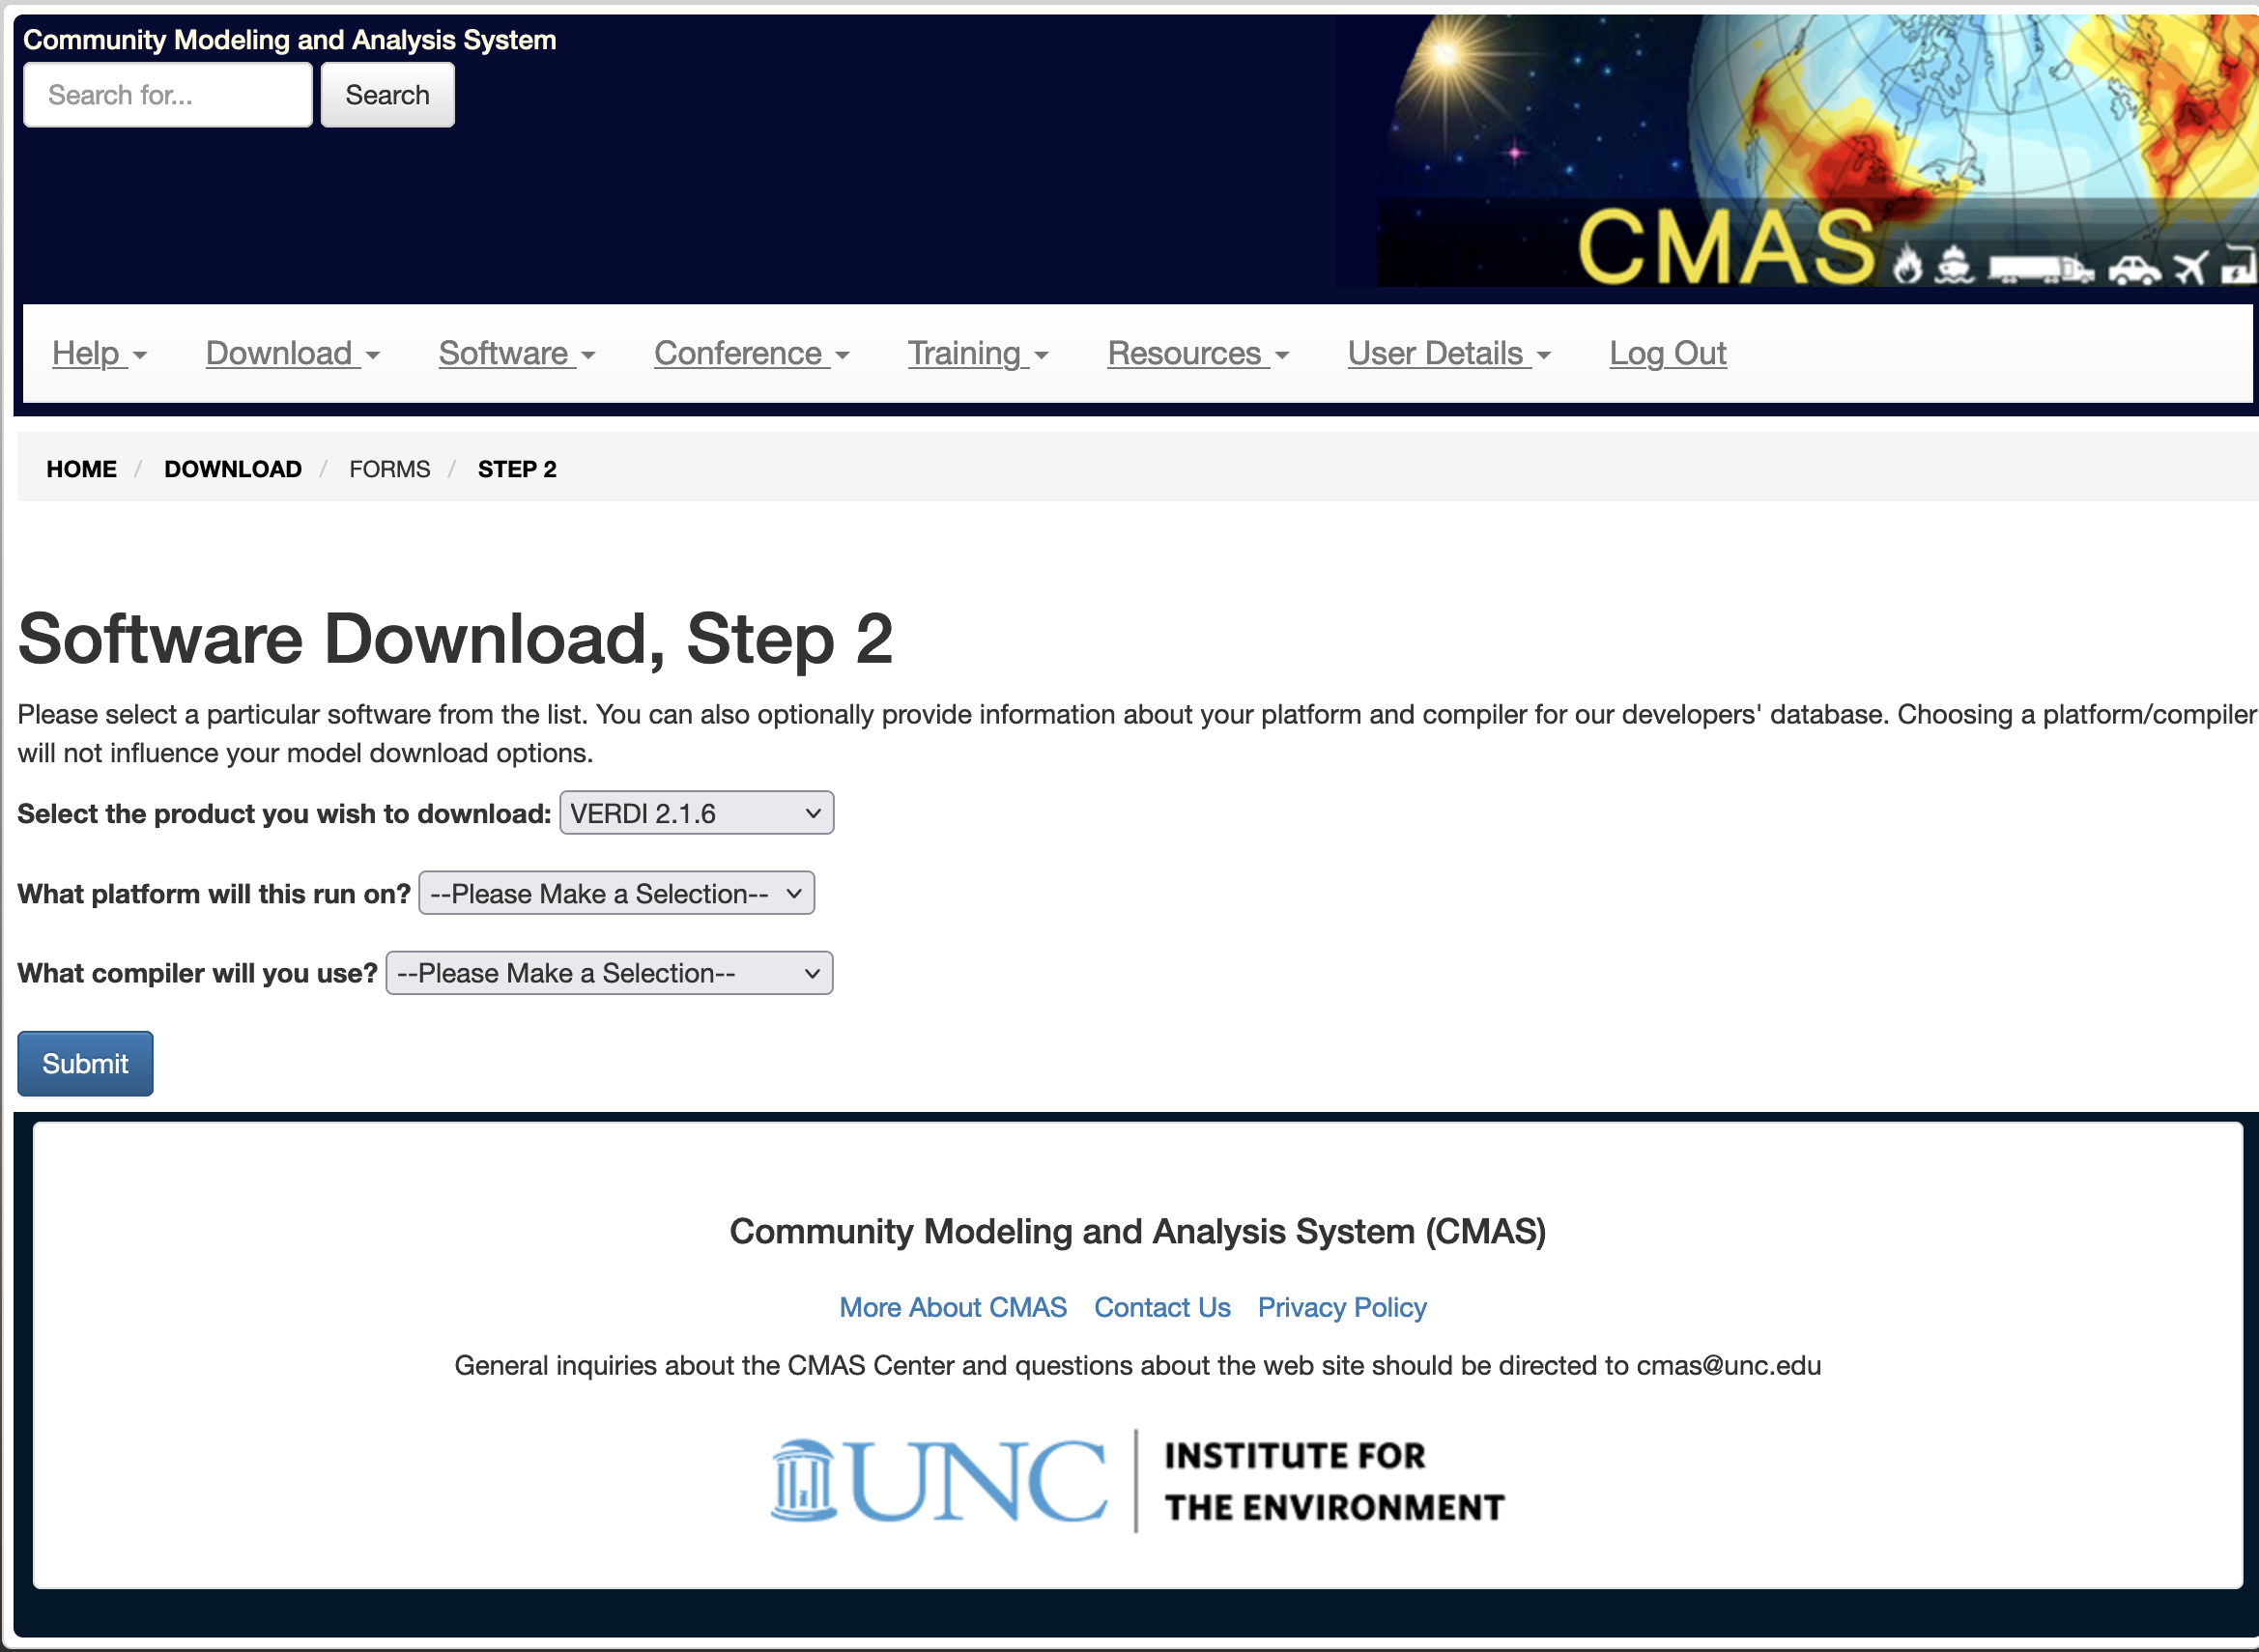 Community Modeling and Analysis System
Search for...
Search
CMAS
Help
Download
Software
Conference
Training
Resources
User Details
Log Out
HOME / DOWNLOAD / FORMS / STEP 2
Software Download, Step 2
Please select a particular software from the list. You can also optionally provide information about your platform and compiler for our developers' database. Choosing a platform/compiler
will not influence your model download options.
Select the product you wish to download: VERDI 2.1.6
What platform will this run on? --Please Make a Selection--
What compiler will you use? --Please Make a Selection--
Submit
Community Modeling and Analysis System (CMAS)
More About CMAS Contact Us Privacy Policy
General inquiries about the CMAS Center and questions about the web site should be directed to cmas@unc.edu
UNC
INSTITUTE FOR
THE ENVIRONMENT